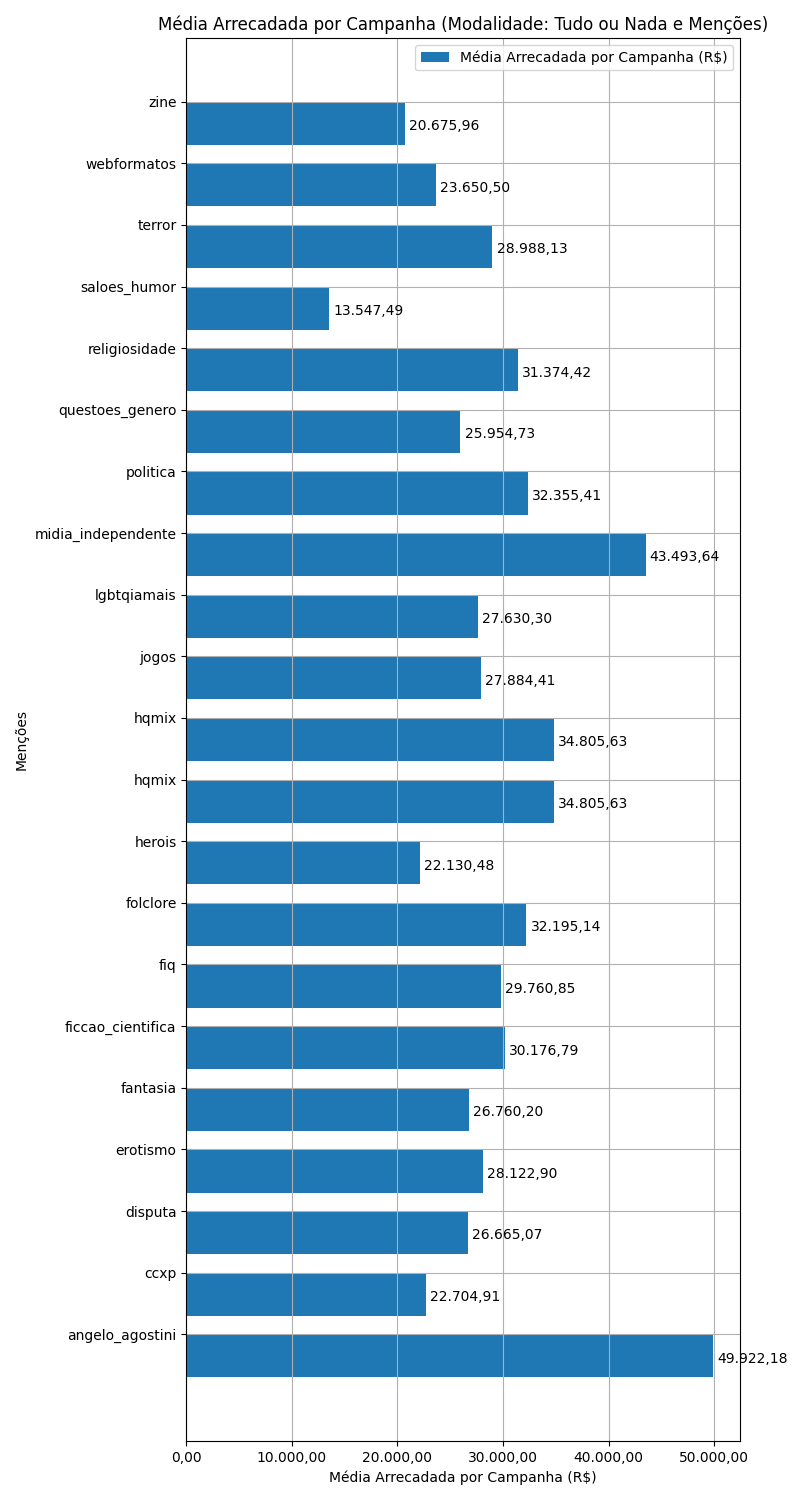 Média Arrecadada por Campanha (Modalidade: Tudo ou Nada e Menções)
Média Arrecadada por Campanha (R$)
zine 20.675,96
webformatos 23.650,50
terror 28.988,13
saloes_humor 13.547,49
religiosidade 31.374,42
questoes_genero 25.954,73
politica 32.355,41
midia_independente 43.493,64
lgbtqiamais 27.630,30
jogos 27.884,41
hqmix 34.805,63
hqmix 34.805,63
herois 22.130,48
folclore 32.195,14
fiq 29.760,85
ficcao_cientifica 30.176,79
fantasia 26.760,20
erotismo 28.122,90
disputa 26.665,07
ccxp 22.704,91
angelo_agostini 49.922,18
Menções
0,00 10.000,00 20.000,00 30.000,00 40.000,00 50.000,00
Média Arrecadada por Campanha (R$)